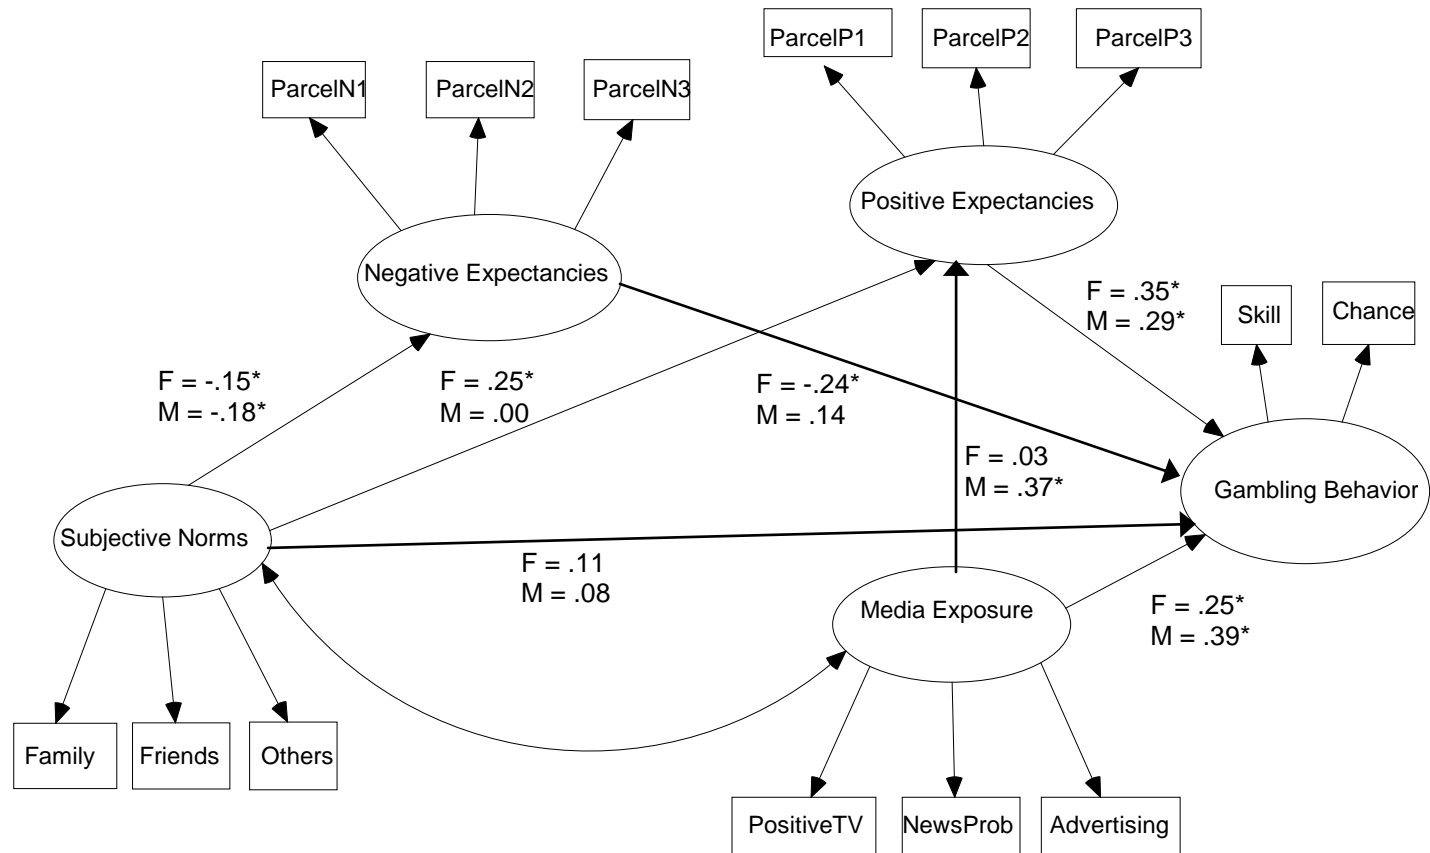 ParcelP1
ParcelP2
ParcelP3
ParcelN1
ParcelN2
ParcelN3
Positive Expectancies
Negative Expectancies
F = .35*
M = .29*
Skill
Chance
F = -.15*
M = -.18*
F = .25*
M = .00
F = -.24*
M = .14
F = .03
M = .37*
Gambling Behavior
Subjective Norms
F = .11
M = .08
Media Exposure
F = .25*
M = .39*
Family
Friends
Others
PositiveTV
NewsProb
Advertising